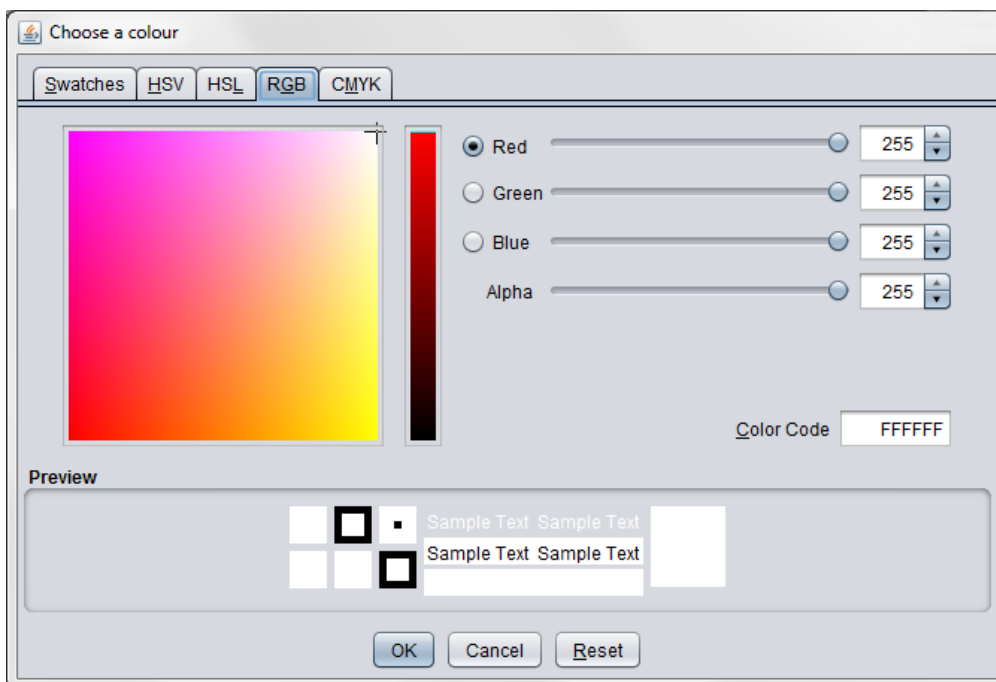 Choose a colour
Swatches HSV HSL RGB CMYK
Red 255
Green 255
Blue 255
Alpha 255
Color Code FFFFFF
Preview
Sample Text Sample Text
Sample Text Sample Text
OK Cancel Reset